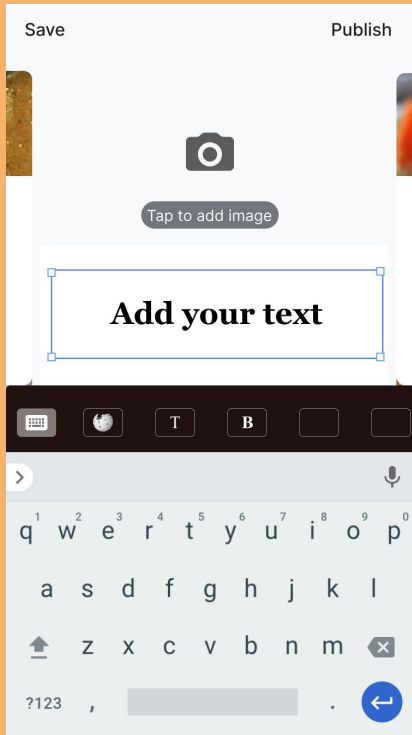 Save Publish
Tap to add image
Add your text
T B
1 2 3 4 5 6 7 8 9 0
q w e r t y u i o p
a s d f g h j k l
z x c v b n m
?123 , .